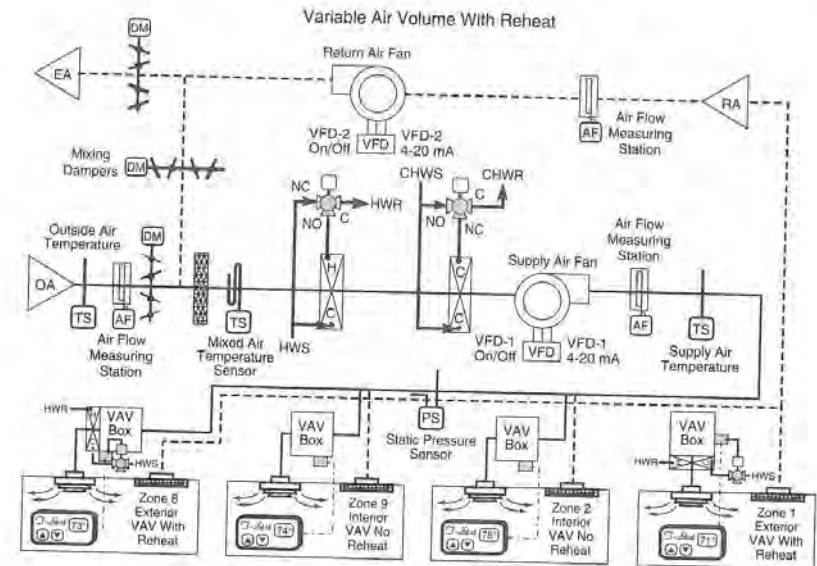 Variable Air Volume With Reheat
DM
EA
Return Air Fan
RA
AF
Air Flow
Measuring
Station
VFD-2
On/Off
VFD
VFD-2
4-20 mA
Mixing
Dampers
DM
NC
HWR
C
NO
CHWS
CHWR
C
NO
NC
Outside Air
Temperature
DM
OA
TS
AF
Air Flow
Measuring
Station
TS
Mixed Air
Temperature
Sensor
H
C
HWS
C
C
Supply Air Fan
VFD-1
On/Off
VFD
VFD-1
4-20 mA
Air Flow
Measuring
Station
AF
TS
Supply Air
Temperature
HWR
H
VAV
Box
HWS
VAV
Box
PS
Static Pressure
Sensor
VAV
Box
VAV
Box
HWR
HWS
Zone 8
Exterior
VAV With
Reheat
T-Stat 73°
Zone 9
Interior
VAV No
Reheat
T-Stat 74°
Zone 2
Interior
VAV No
Reheat
T-Stat
Zone 1
Exterior
VAV With
Reheat
T-Stat 71°